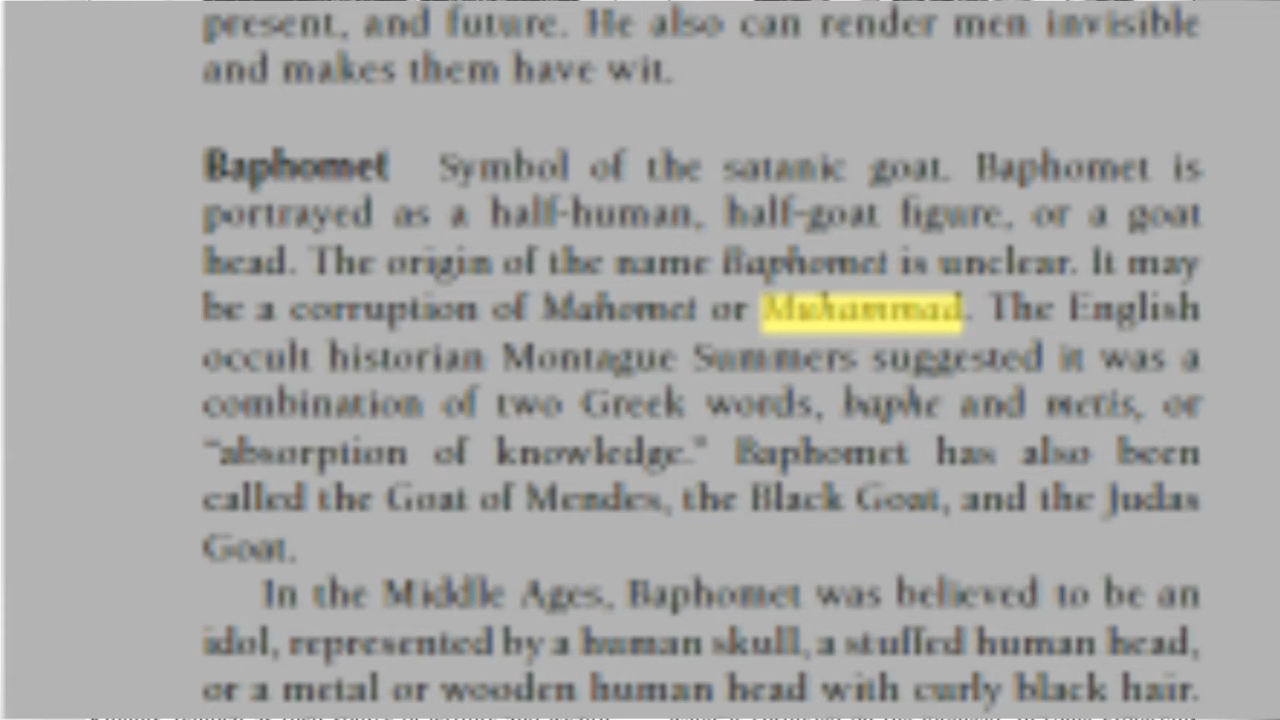 present, and future. He also can render men invisible
and makes them have wit.
Baphomet Symbol of the satanic goat. Baphomet is
portrayed as a half-human, half-goat figure, or a goat
head. The origin of the name Baphomet is unclear. It may
be a corruption of Mahomet or Muhammad. The English
occult historian Montague Summers suggested it was a
combination of two Greek words, baphe and metis, or
"absorption of knowledge." Baphomet has also been
called the Goat of Mendes, the Black Goat, and the Judas
Goat.
In the Middle Ages, Baphomet was believed to be an
idol, represented by a human skull, a stuffed human head,
or a metal or wooden human head with curly black hair.